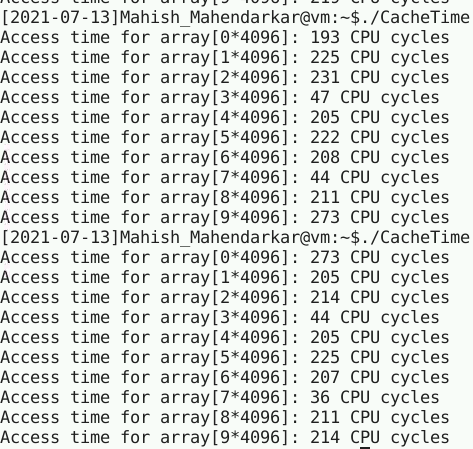 [2021-07-13]Mahish_Mahendarkar@vm:~$./CacheTime
Access time for array[0*4096]: 193 CPU cycles
Access time for array[1*4096]: 225 CPU cycles
Access time for array[2*4096]: 231 CPU cycles
Access time for array[3*4096]: 47 CPU cycles
Access time for array[4*4096]: 205 CPU cycles
Access time for array[5*4096]: 222 CPU cycles
Access time for array[6*4096]: 208 CPU cycles
Access time for array[7*4096]: 44 CPU cycles
Access time for array[8*4096]: 211 CPU cycles
Access time for array[9*4096]: 273 CPU cycles
[2021-07-13]Mahish_Mahendarkar@vm:~$./CacheTime
Access time for array[0*4096]: 273 CPU cycles
Access time for array[1*4096]: 205 CPU cycles
Access time for array[2*4096]: 214 CPU cycles
Access time for array[3*4096]: 44 CPU cycles
Access time for array[4*4096]: 205 CPU cycles
Access time for array[5*4096]: 225 CPU cycles
Access time for array[6*4096]: 207 CPU cycles
Access time for array[7*4096]: 36 CPU cycles
Access time for array[8*4096]: 211 CPU cycles
Access time for array[9*4096]: 214 CPU cycles